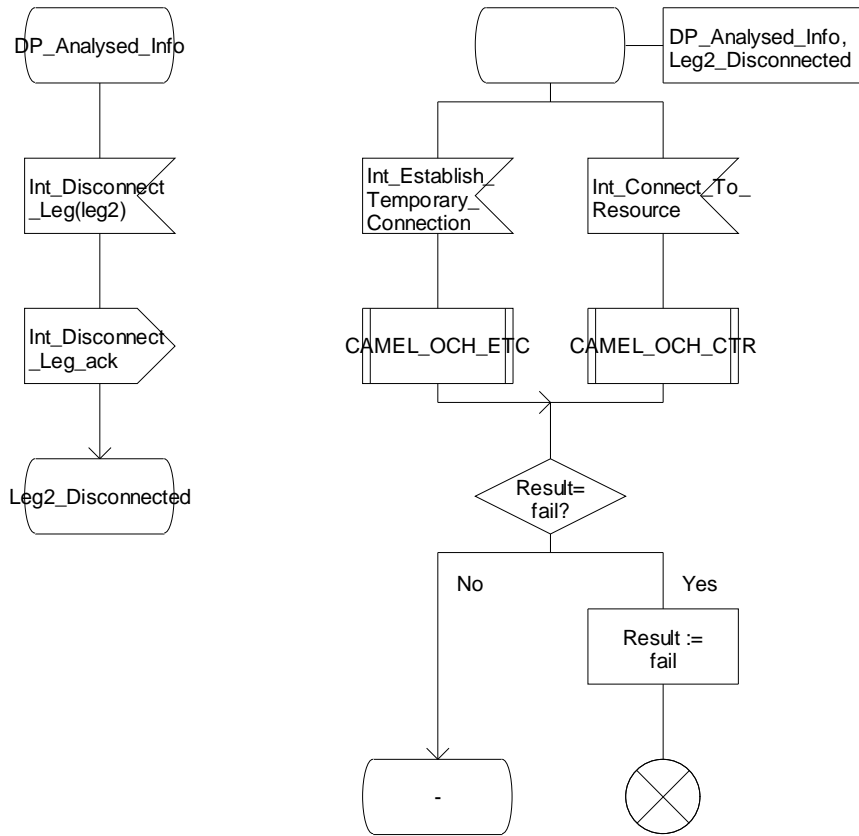 DP_Analysed_Info
Int_Disconnect
_Leg(leg2)
Int_Disconnect
_Leg_ack
Leg2_Disconnected
DP_Analysed_Info,
Leg2_Disconnected
Int_Establish_
Temporary_
Connection
Int_Connect_To_
Resource
CAMEL_OCH_ETC
CAMEL_OCH_CTR
Result=
fail?
No
Yes
Result :=
fail
-